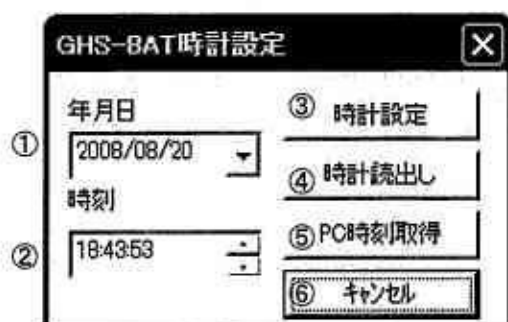 GHS-BAT時計設定
年月日
① 2008/08/20
時刻
② 18:43:53
③ 時計設定
④ 時計読出し
⑤ PC時刻取得
⑥ キャンセル